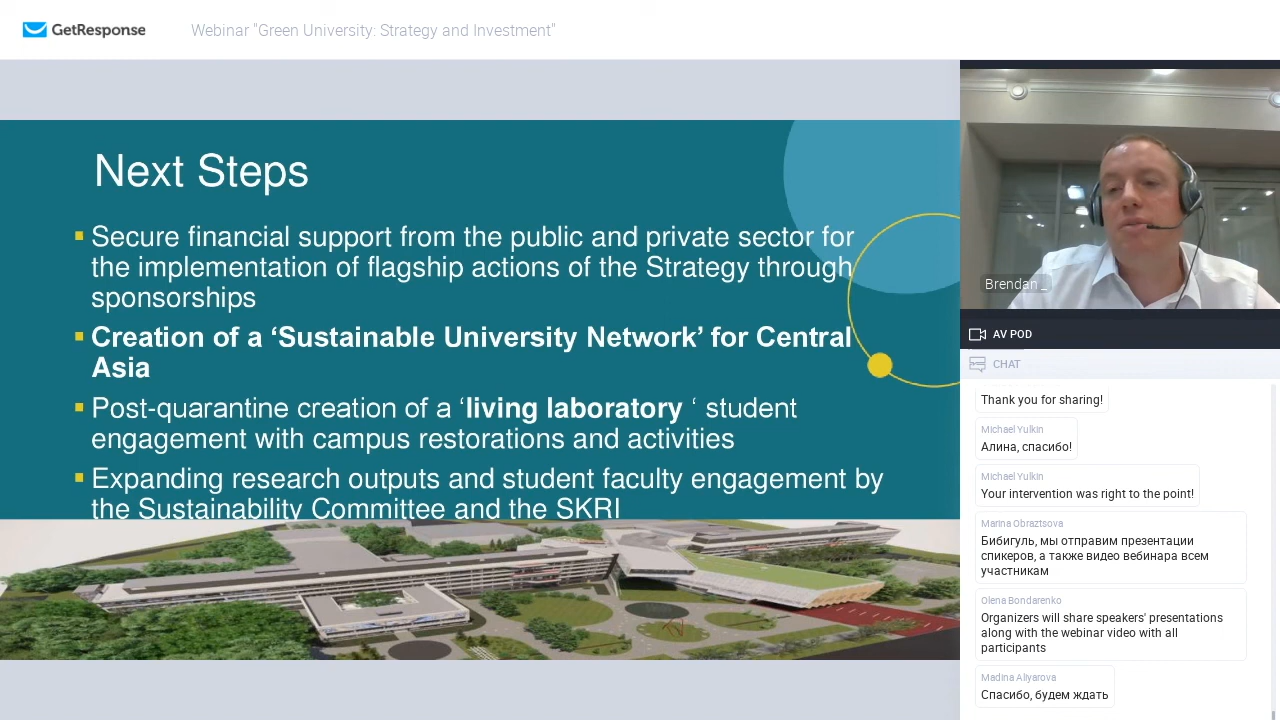 GetResponse
Webinar "Green University: Strategy and Investment"
Next Steps
Secure financial support from the public and private sector for
the implementation of flagship actions of the Strategy through
sponsorships
Creation of a ‘Sustainable University Network’ for Central
Asia
Post-quarantine creation of a ‘living laboratory ‘ student
engagement with campus restorations and activities
Expanding research outputs and student faculty engagement by
the Sustainability Committee and the SKRI
Brendan _
AV POD
CHAT
Thank you for sharing!
Michael Yulkin
Алина, спасибо!
Michael Yulkin
Your intervention was right to the point!
Marina Obraztsova
Бибигуль, мы отправим презентации
спикеров, а также видео вебинара всем
участникам
Olena Bondarenko
Organizers will share speakers' presentations
along with the webinar video with all
participants
Madina Aliyarova
Спасибо, будем ждать